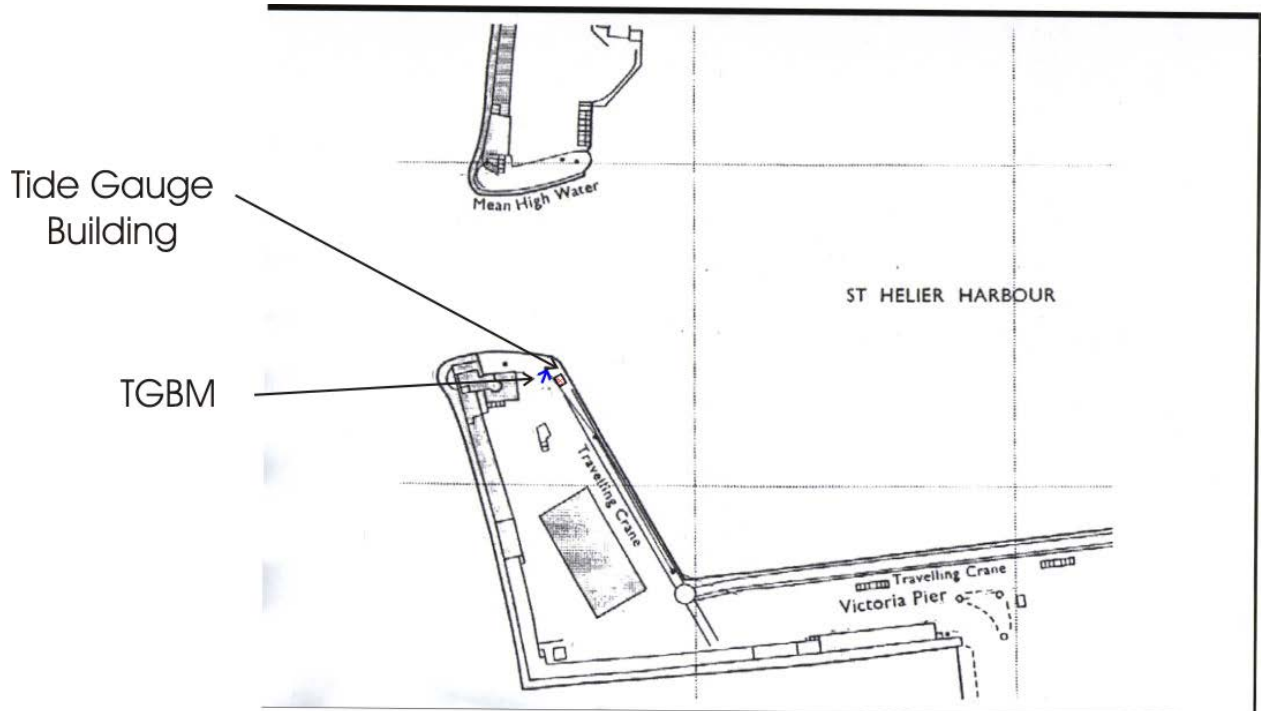 Mean High Water
Tide Gauge
Building
ST HELIER HARBOUR
TGBM
Travelling Crane
Travelling Crane
Victoria Pier